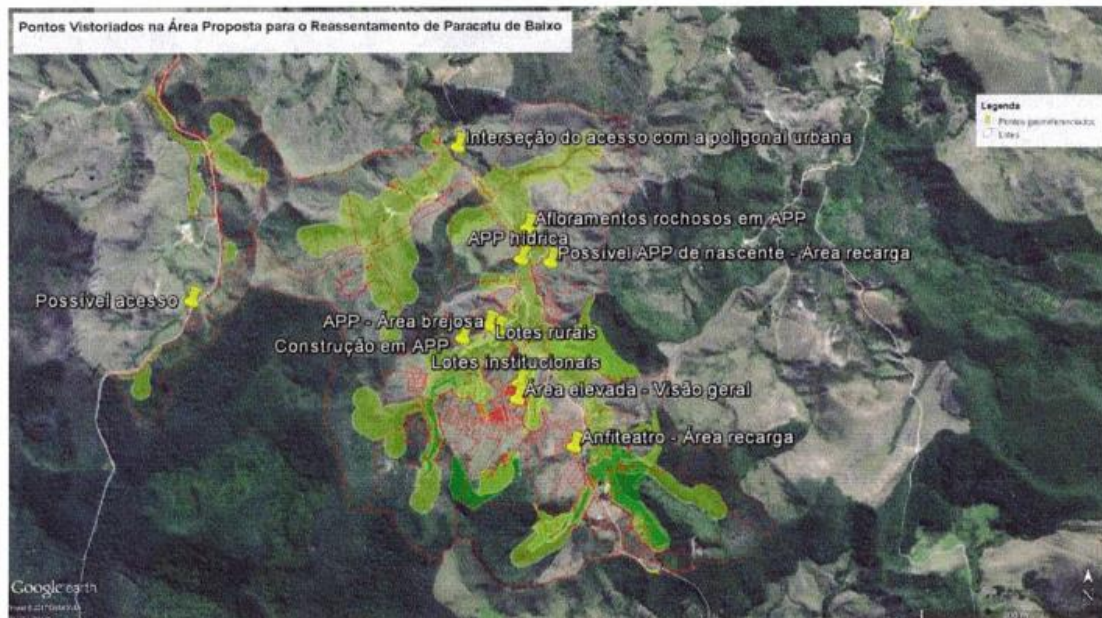 Pontos Vistoriados na Área Proposta para o Reassentamento de Paracatu de Baixo
Legenda
Pontos georreferenciados
Lotes
Interseção do acesso com a poligonal urbana
Afloramentos rochosos em APP
APP hídrica
Possível APP de nascente - Área recarga
Possível acesso
APP - Área brejosa
Lotes rurais
Construção em APP
Lotes institucionais
Área elevada - Visão geral
Anfiteatro - Área recarga
Google earth
N